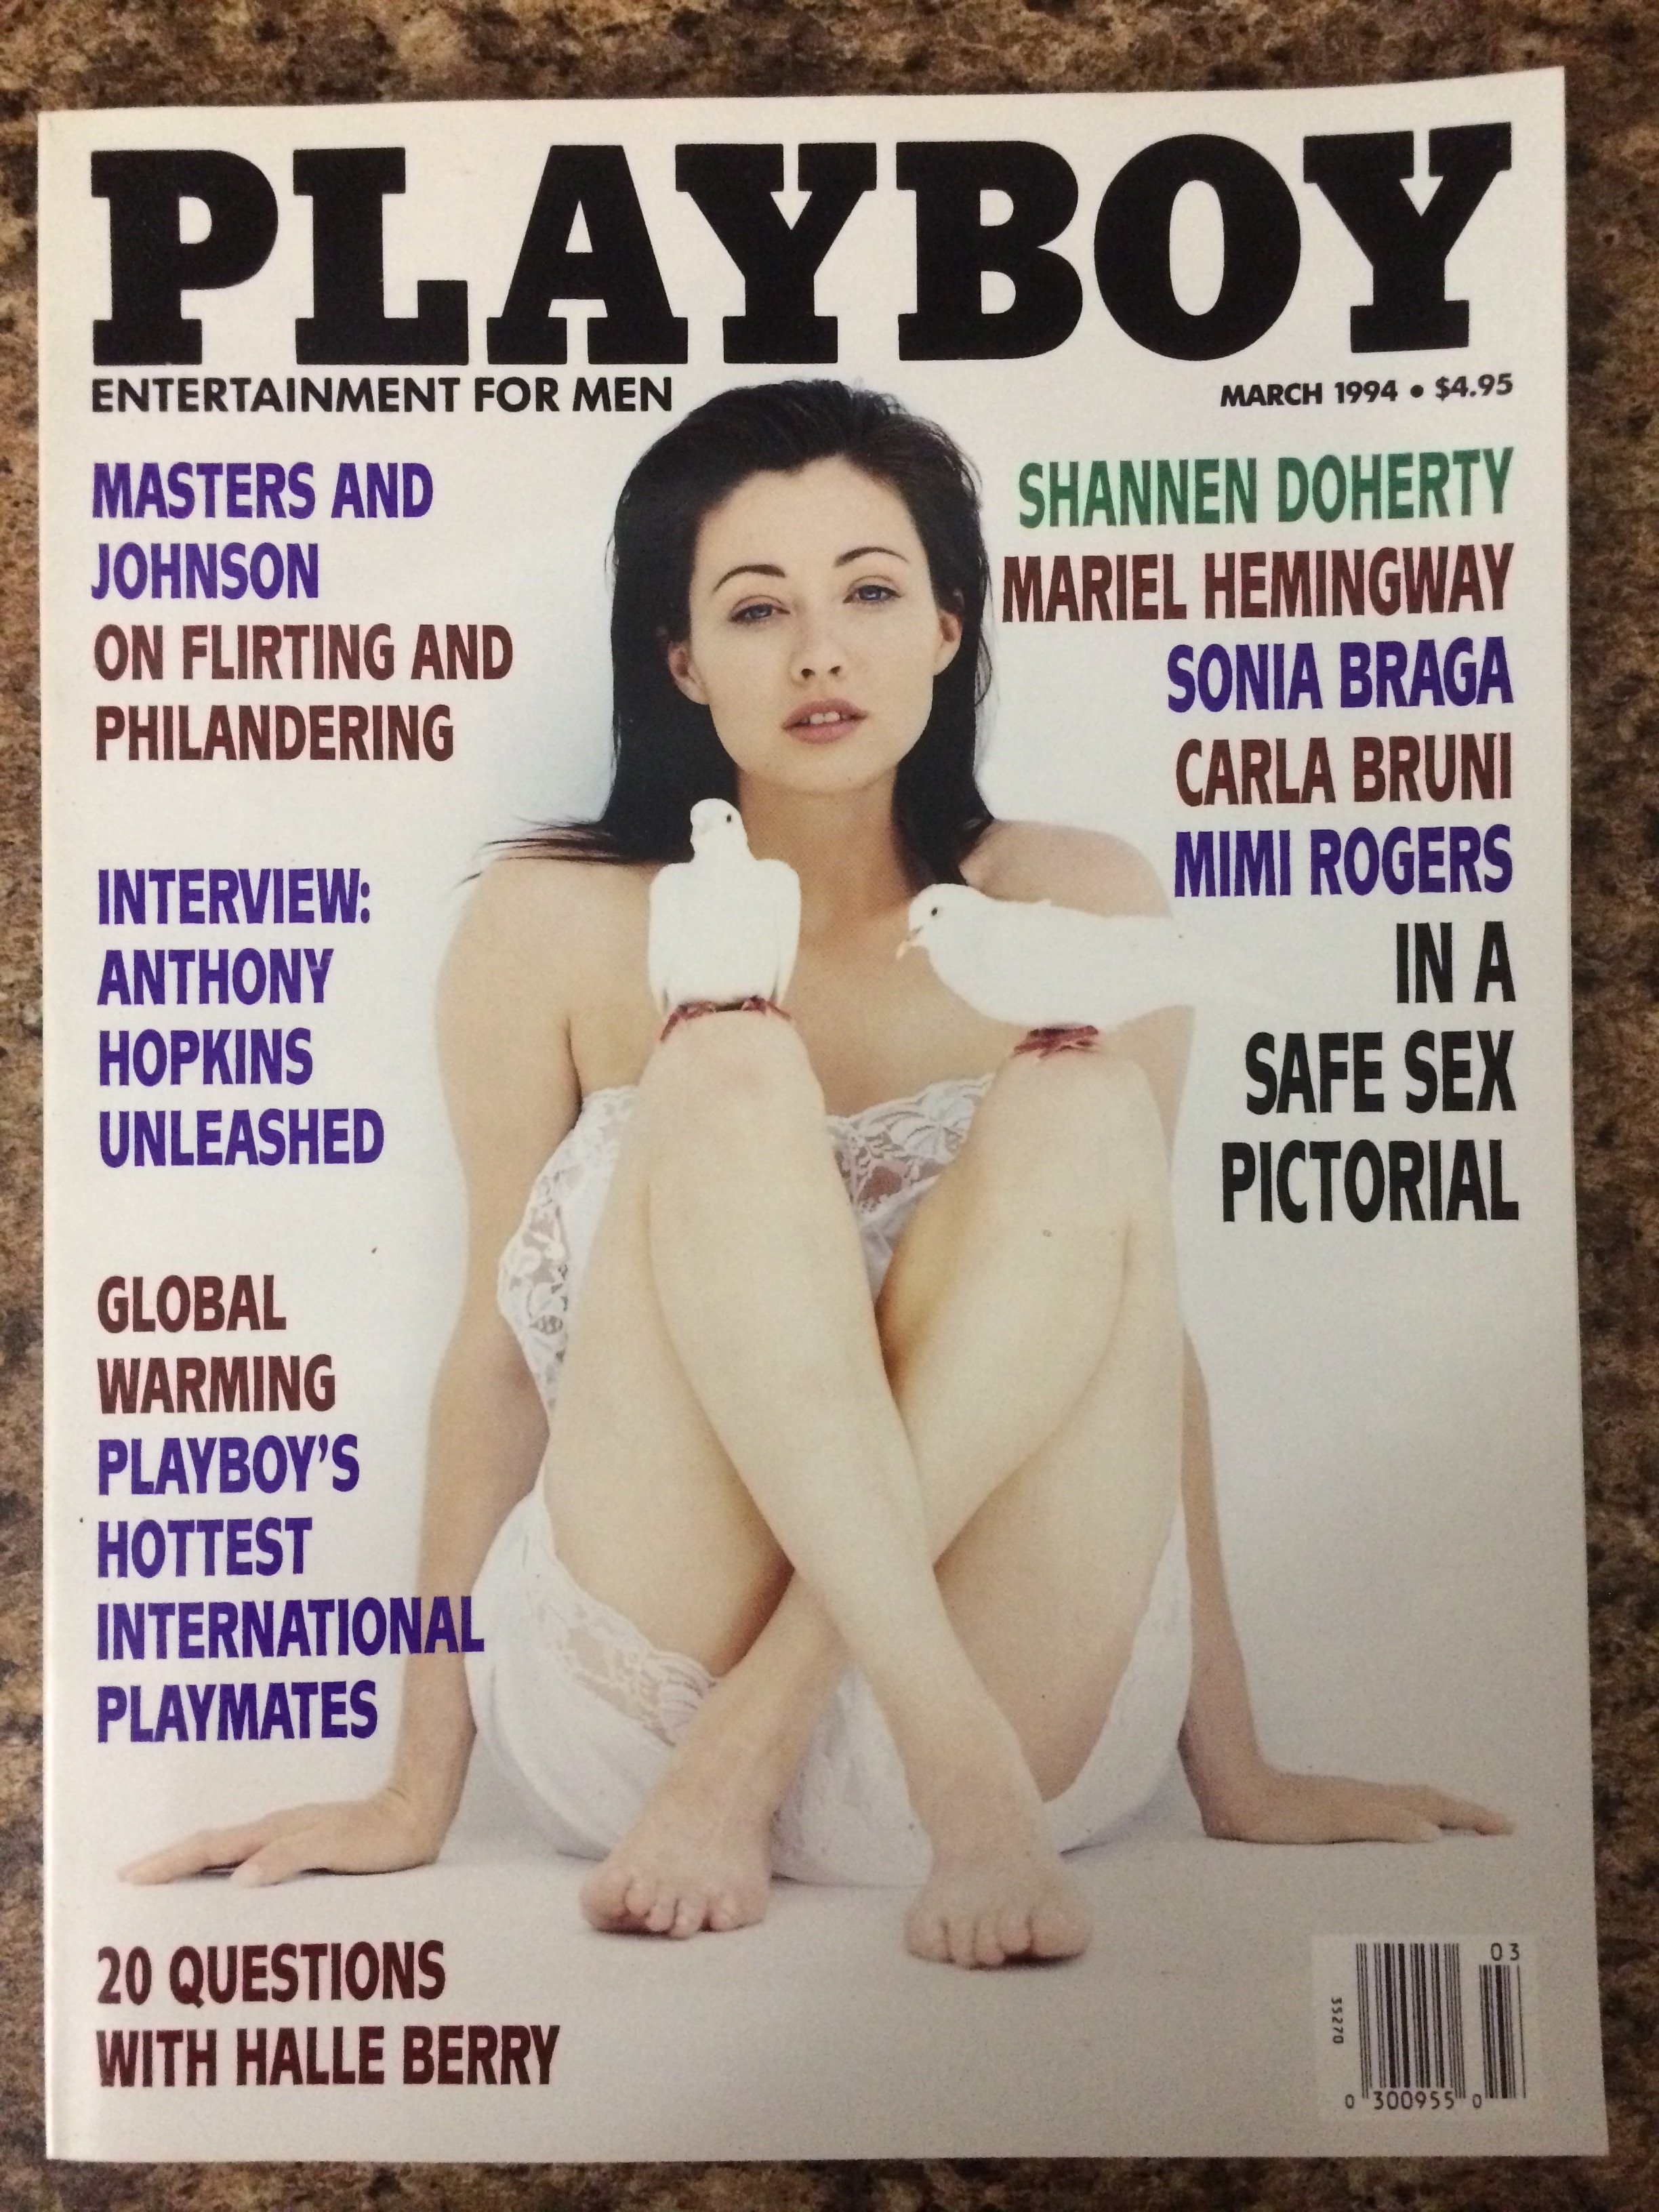 PLAYBOY
ENTERTAINMENT FOR MEN
MARCH 1994 • $4.95
MASTERS AND
JOHNSON
ON FLIRTING AND
PHILANDERING
INTERVIEW:
ANTHONY
HOPKINS
UNLEASHED
GLOBAL
WARMING
PLAYBOY'S
HOTTEST
INTERNATIONAL
PLAYMATES
20 QUESTIONS
WITH HALLE BERRY
SHANNEN DOHERTY
MARIEL HEMINGWAY
SONIA BRAGA
CARLA BRUNI
MIMI ROGERS
IN A
SAFE SEX
PICTORIAL
03
35270
0 300955 0